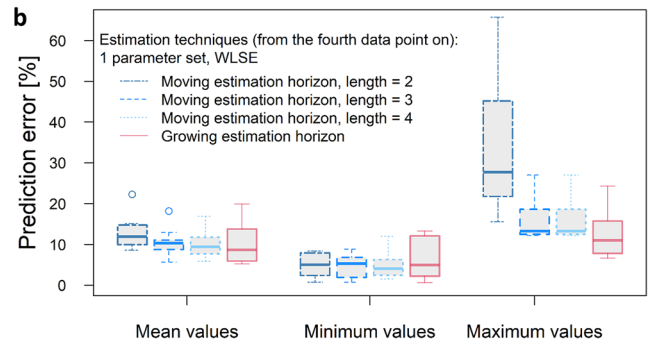 b
Estimation techniques (from the fourth data point on):
1 parameter set, WLSE
Moving estimation horizon, length = 2
Moving estimation horizon, length = 3
Moving estimation horizon, length = 4
Growing estimation horizon
Prediction error [%]
60
50
40
30
20
10
0
Mean values
Minimum values
Maximum values